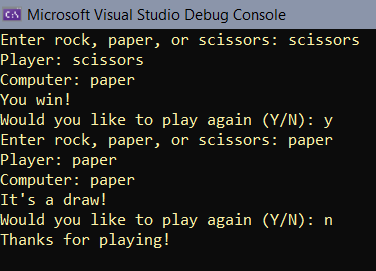 C:\
Microsoft Visual Studio Debug Console
Enter rock, paper, or scissors: scissors
Player: scissors
Computer: paper
You win!
Would you like to play again (Y/N): y
Enter rock, paper, or scissors: paper
Player: paper
Computer: paper
It's a draw!
Would you like to play again (Y/N): n
Thanks for playing!